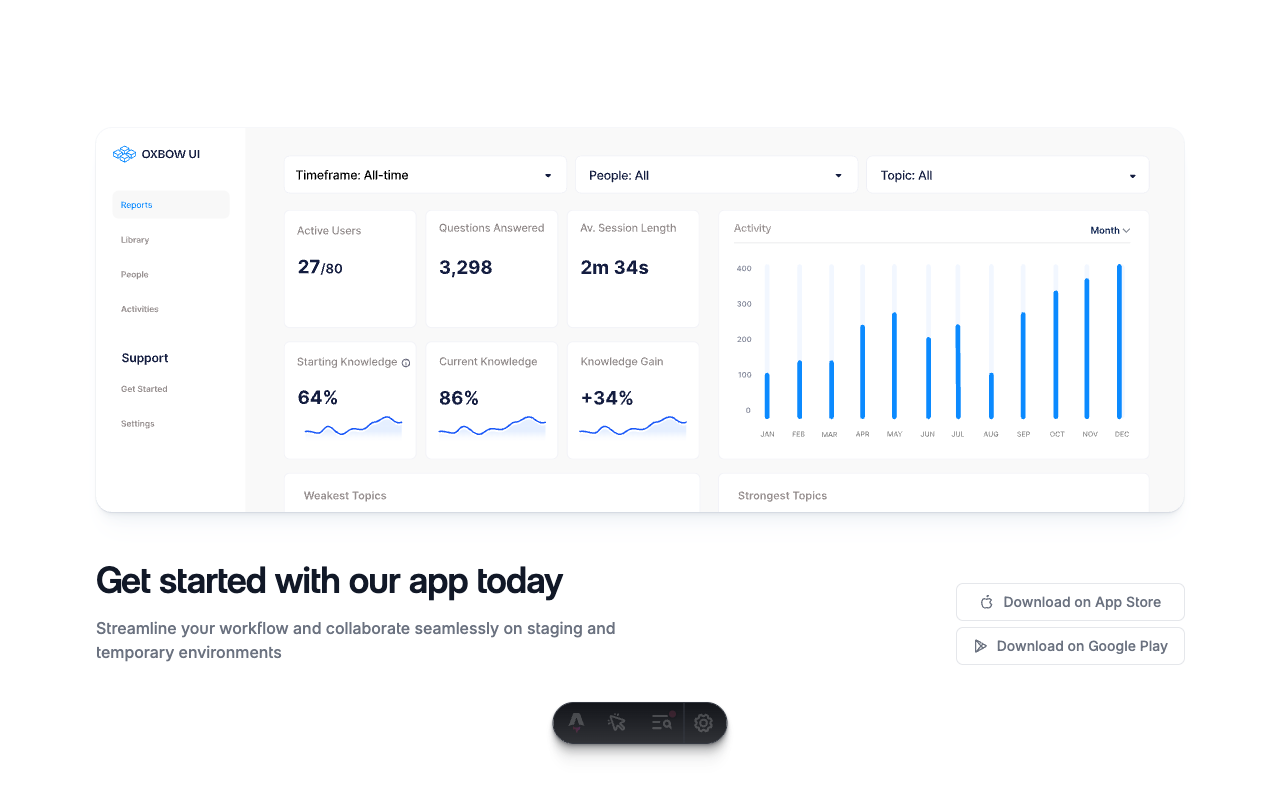 OXBOW UI
Reports
Library
People
Activities
Support
Get Started
Settings
Timeframe: All-time
People: All
Topic: All
Active Users
27/80
Questions Answered
3,298
Av. Session Length
2m 34s
Starting Knowledge
64%
Current Knowledge
86%
Knowledge Gain
+34%
Activity
Month
400
300
200
100
0
JAN FEB MAR APR MAY JUN JUL AUG SEP OCT NOV DEC
Weakest Topics
Strongest Topics
Get started with our app today
Streamline your workflow and collaborate seamlessly on staging and
temporary environments
Download on App Store
Download on Google Play